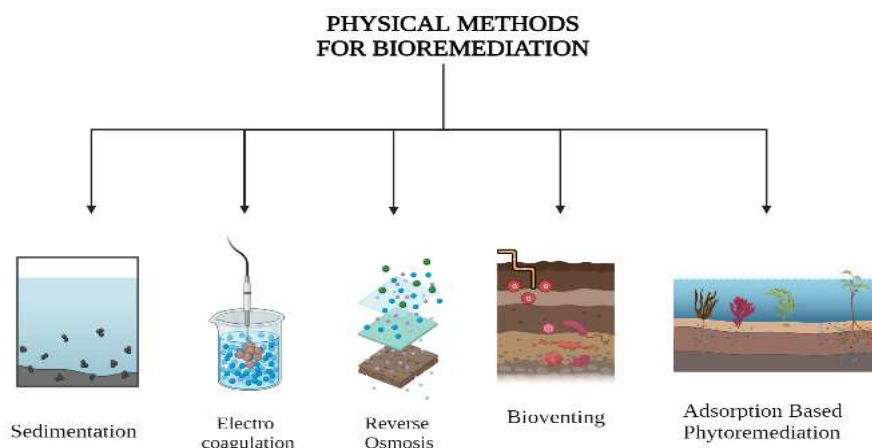 PHYSICAL METHODS
FOR BIOREMEDIATION
Sedimentation
Electro
coagulation
Reverse
Osmosis
Bioventing
Adsorption Based
Phytoremediation